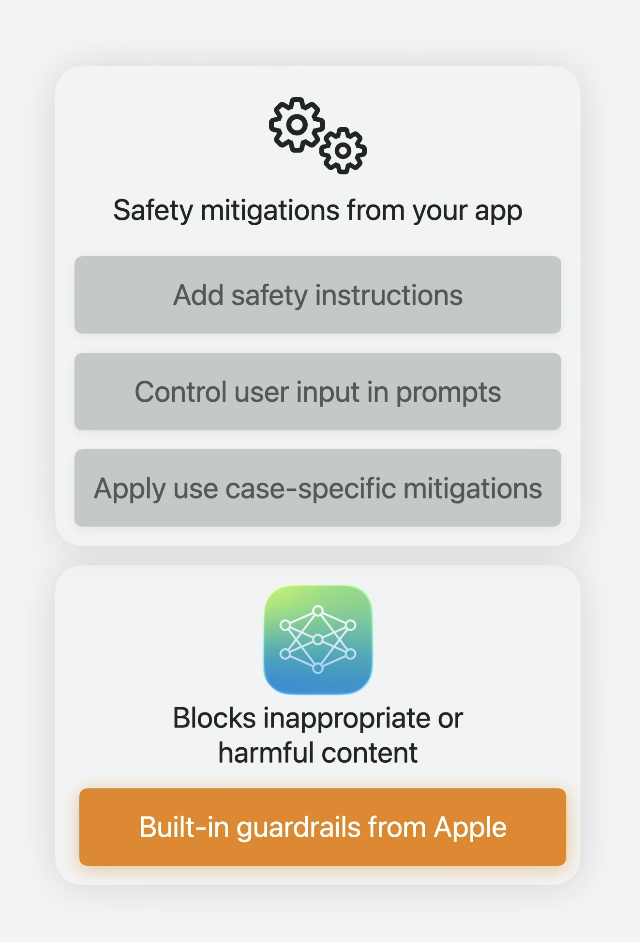 Safety mitigations from your app
Add safety instructions
Control user input in prompts
Apply use case-specific mitigations
Blocks inappropriate or
harmful content
Built-in guardrails from Apple